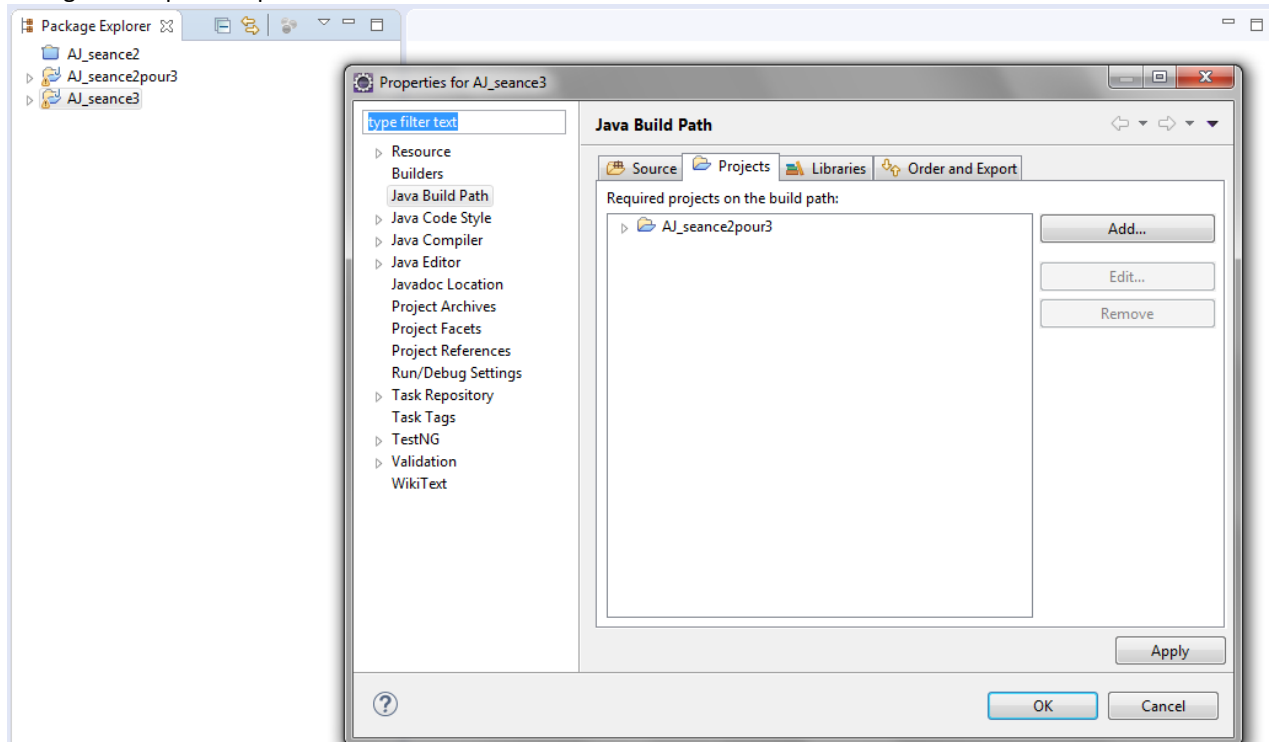 Package Explorer
AJ_seance2
AJ_seance2pour3
AJ_seance3
Properties for AJ_seance3
type filter text
Resource
Builders
Java Build Path
Java Code Style
Java Compiler
Java Editor
Javadoc Location
Project Archives
Project Facets
Project References
Run/Debug Settings
Task Repository
Task Tags
TestNG
Validation
WikiText
Java Build Path
Source Projects Libraries Order and Export
Required projects on the build path:
AJ_seance2pour3
Add...
Edit...
Remove
Apply
OK Cancel